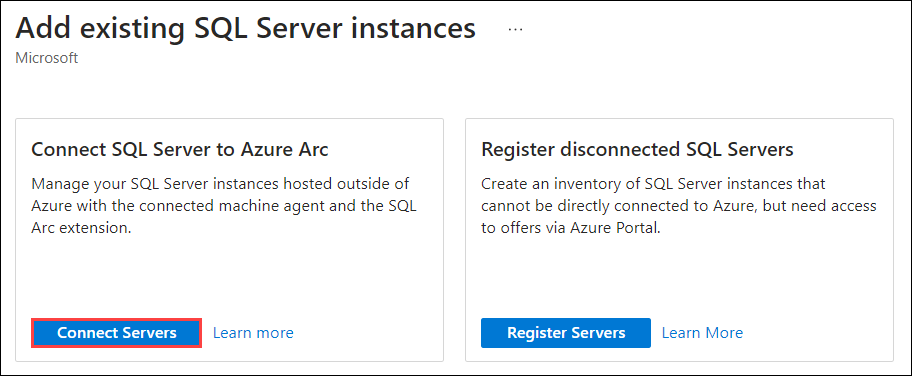 Add existing SQL Server instances ...
Microsoft
Connect SQL Server to Azure Arc
Manage your SQL Server instances hosted outside of
Azure with the connected machine agent and the SQL
Arc extension.
Connect Servers Learn more
Register disconnected SQL Servers
Create an inventory of SQL Server instances that
cannot be directly connected to Azure, but need access
to offers via Azure Portal.
Register Servers Learn More